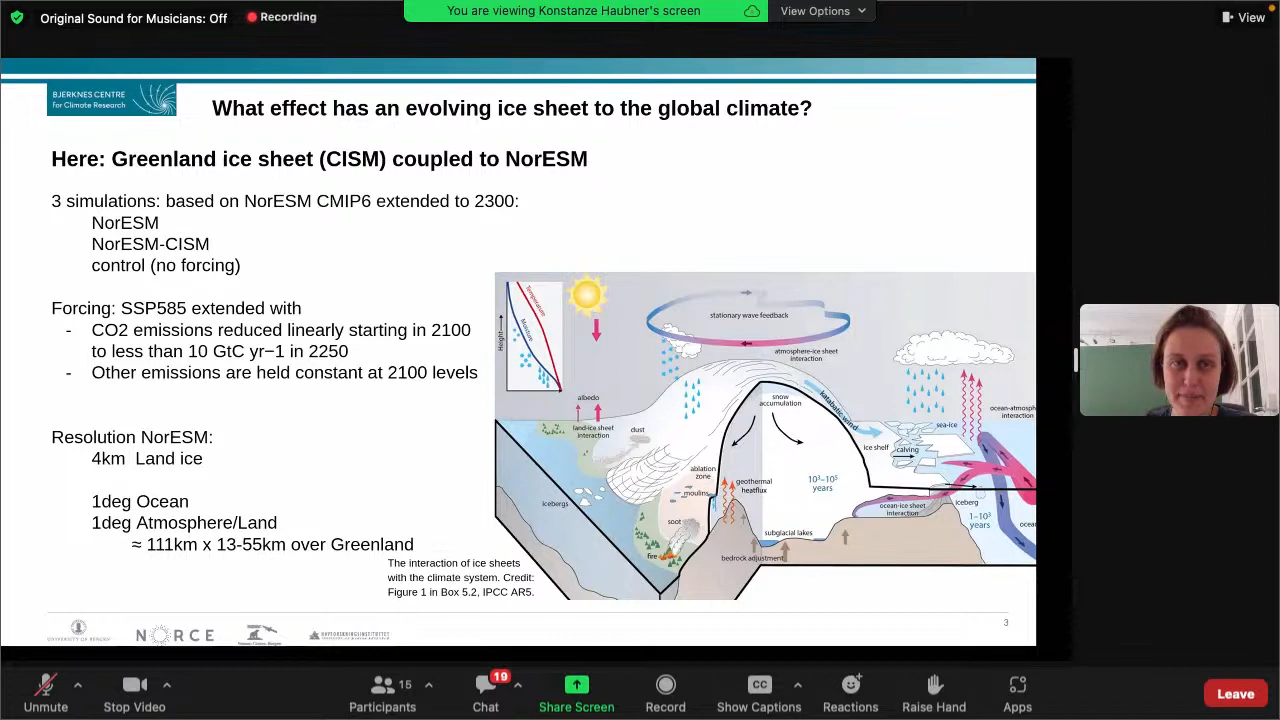 Original Sound for Musicians: Off
Recording
You are viewing Konstanze Haubner's screen
View Options
View
BJERKNES CENTRE
for Climate Research
What effect has an evolving ice sheet to the global climate?
Here: Greenland ice sheet (CISM) coupled to NorESM
3 simulations: based on NorESM CMIP6 extended to 2300:
NorESM
NorESM-CISM
control (no forcing)
Forcing: SSP585 extended with
- CO2 emissions reduced linearly starting in 2100
to less than 10 GtC yr−1 in 2250
- Other emissions are held constant at 2100 levels
Resolution NorESM:
4km Land ice
1deg Ocean
1deg Atmosphere/Land
≈ 111km x 13-55km over Greenland
The interaction of ice sheets
with the climate system. Credit:
Figure 1 in Box 5.2, IPCC AR5.
Height
Temperature
Moisture
stationary wave feedback
atmosphere-ice sheet
interaction
albedo
land-ice sheet
interaction
dust
snow
accumulation
katabatic wind
ocean-atmosp
interaction
sea-ice
ice shelf
calving
ablation
zone
moulins
geothermal
heatflux
10³–10⁵
years
icebergs
soot
fire
subglacial lakes
bedrock adjustment
ocean-ice sheet
interaction
iceberg
1–10³
years
ocea
3
UNIVERSITY OF BERGEN
NORCE
HAVFORSKNINGSINSTITUTTET
Unmute
Stop Video
15
Participants
19
Chat
Share Screen
Record
CC
Show Captions
Reactions
Raise Hand
Apps
Leave